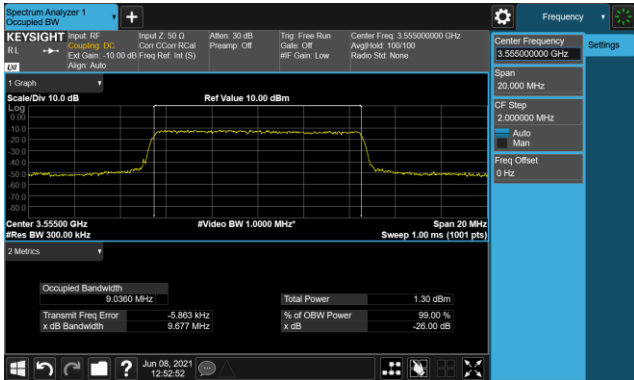 Spectrum Analyzer 1
Occupied BW
+
Frequency
KEYSIGHT
RL
LXI
Input: RF
Coupling: DC
Ext Gain: -10.00 dB
Align: Auto
Input Z: 50 Ω
Corr CCorr RCal
Freq Ref: Int (S)
Atten: 30 dB
Preamp: Off
Trig: Free Run
Gate: Off
#IF Gain: Low
Center Freq: 3.555000000 GHz
Avg|Hold: 100/100
Radio Std: None
Center Frequency
3.555000000 GHz
Settings
Span
20.000 MHz
CF Step
2.000000 MHz
Auto
Man
Freq Offset
0 Hz
1 Graph
Scale/Div 10.0 dB
Ref Value 10.00 dBm
Log
0.00
-10.0
-20.0
-30.0
-40.0
-50.0
-60.0
-70.0
-80.0
Center 3.55500 GHz
#Video BW 1.0000 MHz*
Span 20 MHz
#Res BW 300.00 kHz
Sweep 1.00 ms (1001 pts)
2 Metrics
Occupied Bandwidth
9.0360 MHz
Total Power 1.30 dBm
Transmit Freq Error -5.863 kHz
% of OBW Power 99.00 %
x dB Bandwidth 9.677 MHz
x dB -26.00 dB
?
Jun 08, 2021
12:52:52